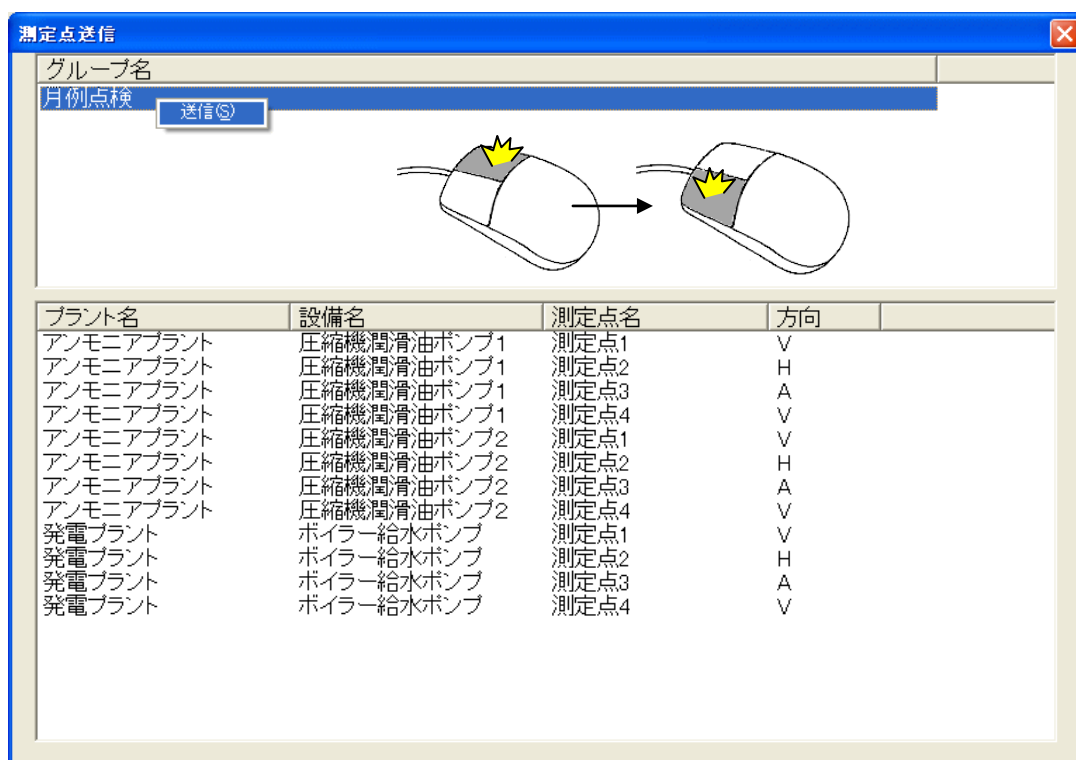 測定点送信
グループ名
月例点検
送信(S)
プラント名 設備名 測定点名 方向
アンモニアプラント 圧縮機潤滑油ポンプ1 測定点1 V
アンモニアプラント 圧縮機潤滑油ポンプ1 測定点2 H
アンモニアプラント 圧縮機潤滑油ポンプ1 測定点3 A
アンモニアプラント 圧縮機潤滑油ポンプ1 測定点4 V
アンモニアプラント 圧縮機潤滑油ポンプ2 測定点1 V
アンモニアプラント 圧縮機潤滑油ポンプ2 測定点2 H
アンモニアプラント 圧縮機潤滑油ポンプ2 測定点3 A
アンモニアプラント 圧縮機潤滑油ポンプ2 測定点4 V
発電プラント ボイラー給水ポンプ 測定点1 V
発電プラント ボイラー給水ポンプ 測定点2 H
発電プラント ボイラー給水ポンプ 測定点3 A
発電プラント ボイラー給水ポンプ 測定点4 V